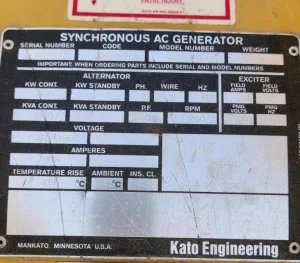 SYNCHRONOUS AC GENERATOR
SERIAL NUMBER CODE MODEL NUMBER WEIGHT
IMPORTANT: WHEN ORDERING PARTS INCLUDE SERIAL AND MODEL NUMBERS
ALTERNATOR EXCITER
KW CONT. KW STANDBY PH. WIRE HZ FIELD AMPS FIELD VOLTS
KVA CONT. KVA STANDBY P.F. RPM PMG VOLTS PMG HZ
VOLTAGE
AMPERES
TEMPERATURE RISE AMBIENT INS. CL.
°C °C
MANKATO, MINNESOTA U.S.A. Kato Engineering